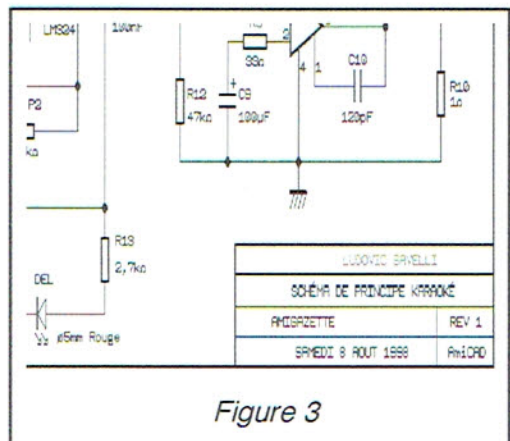 LM324
100nF
2
33Ω
4
1
C10
120pF
P2
kΩ
R12
47kΩ
+
C9
100µF
R10
1Ω
R13
2,7kΩ
DEL
ø5mm Rouge
LUDOVIC SAVELLI
SCHÉMA DE PRINCIPE KARAOKÉ
AMIGAZETTE
REV 1
SAMEDI 8 AOUT 1998
AmiCAD
Figure 3